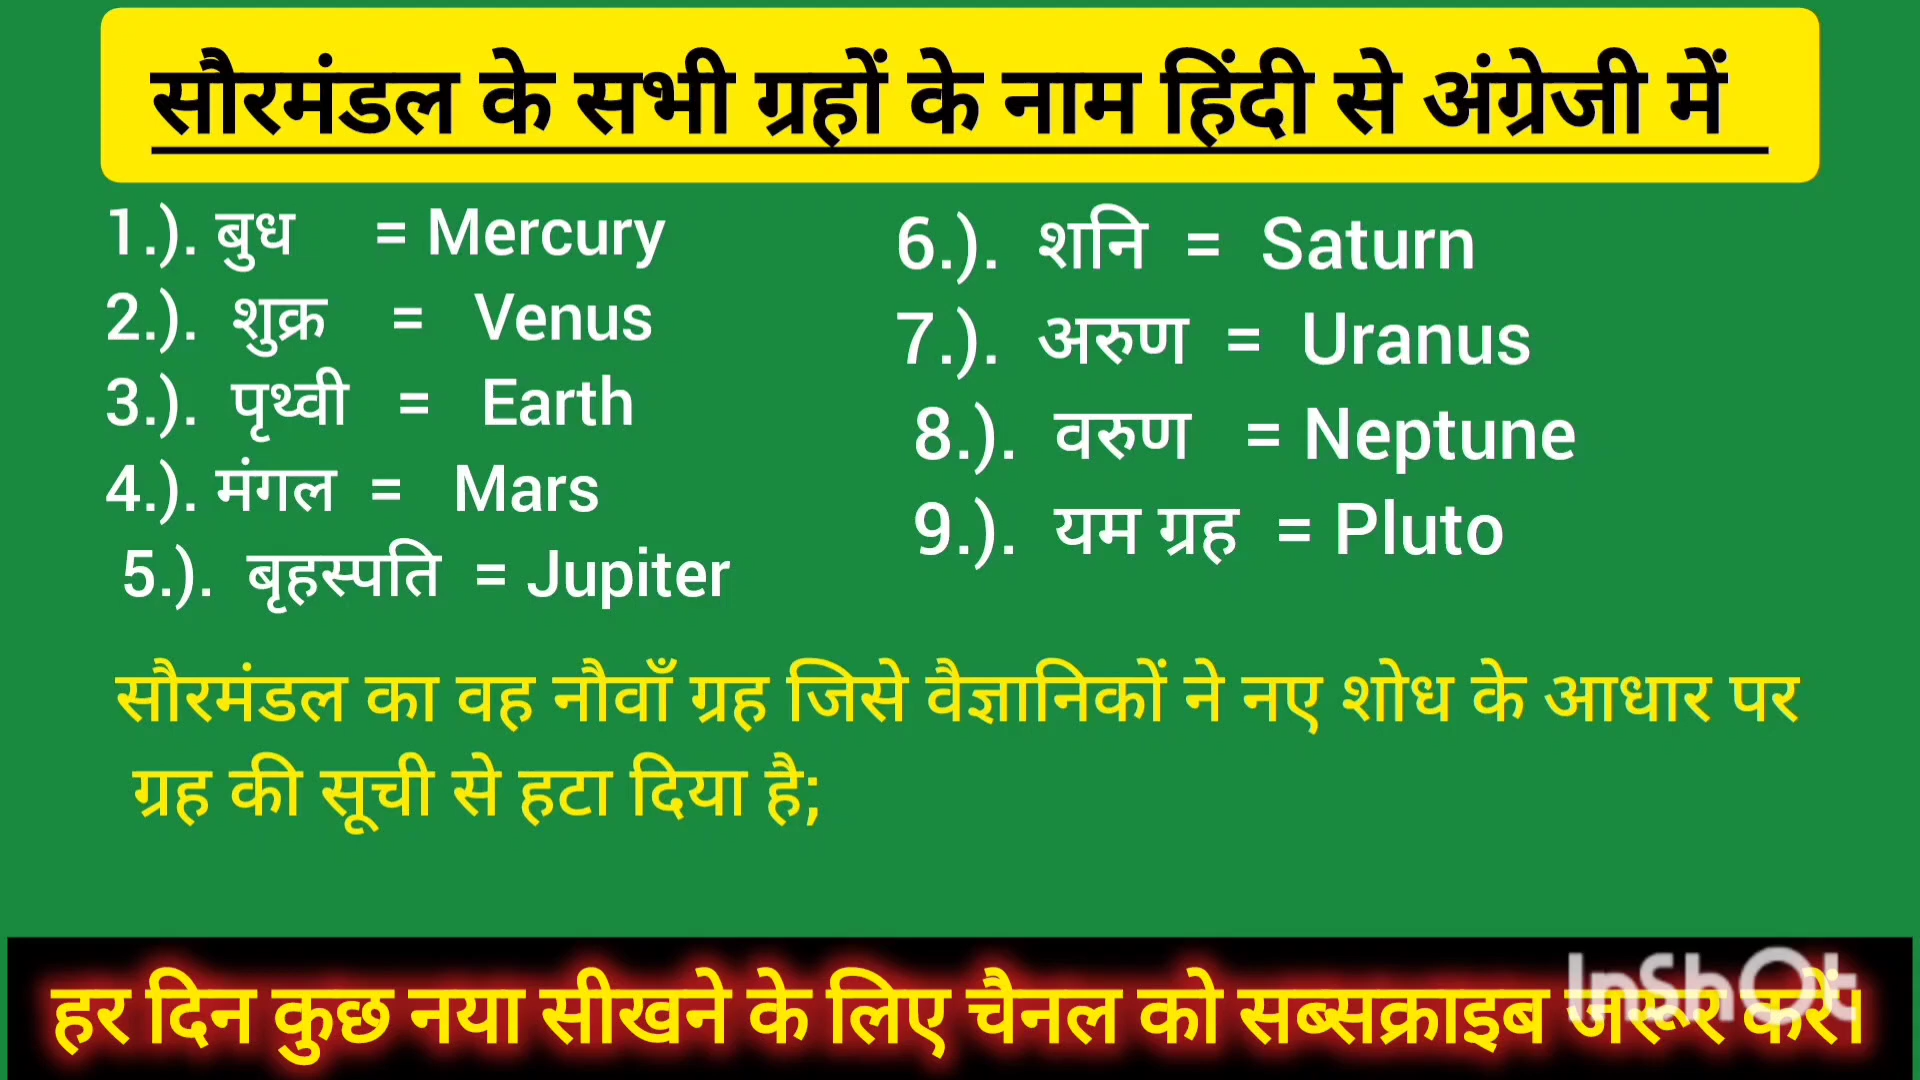 सौरमंडल के सभी ग्रहों के नाम हिंदी से अंग्रेजी में
1.). बुध = Mercury
2.). शुक्र = Venus
3.). पृथ्वी = Earth
4.). मंगल = Mars
5.). बृहस्पति = Jupiter
6.). शनि = Saturn
7.). अरुण = Uranus
8.). वरुण = Neptune
9.). यम ग्रह = Pluto
सौरमंडल का वह नौवाँ ग्रह जिसे वैज्ञानिकों ने नए शोध के आधार पर
ग्रह की सूची से हटा दिया है;
हर दिन कुछ नया सीखने के लिए चैनल को सब्सक्राइब जरूर करें।
InShOt